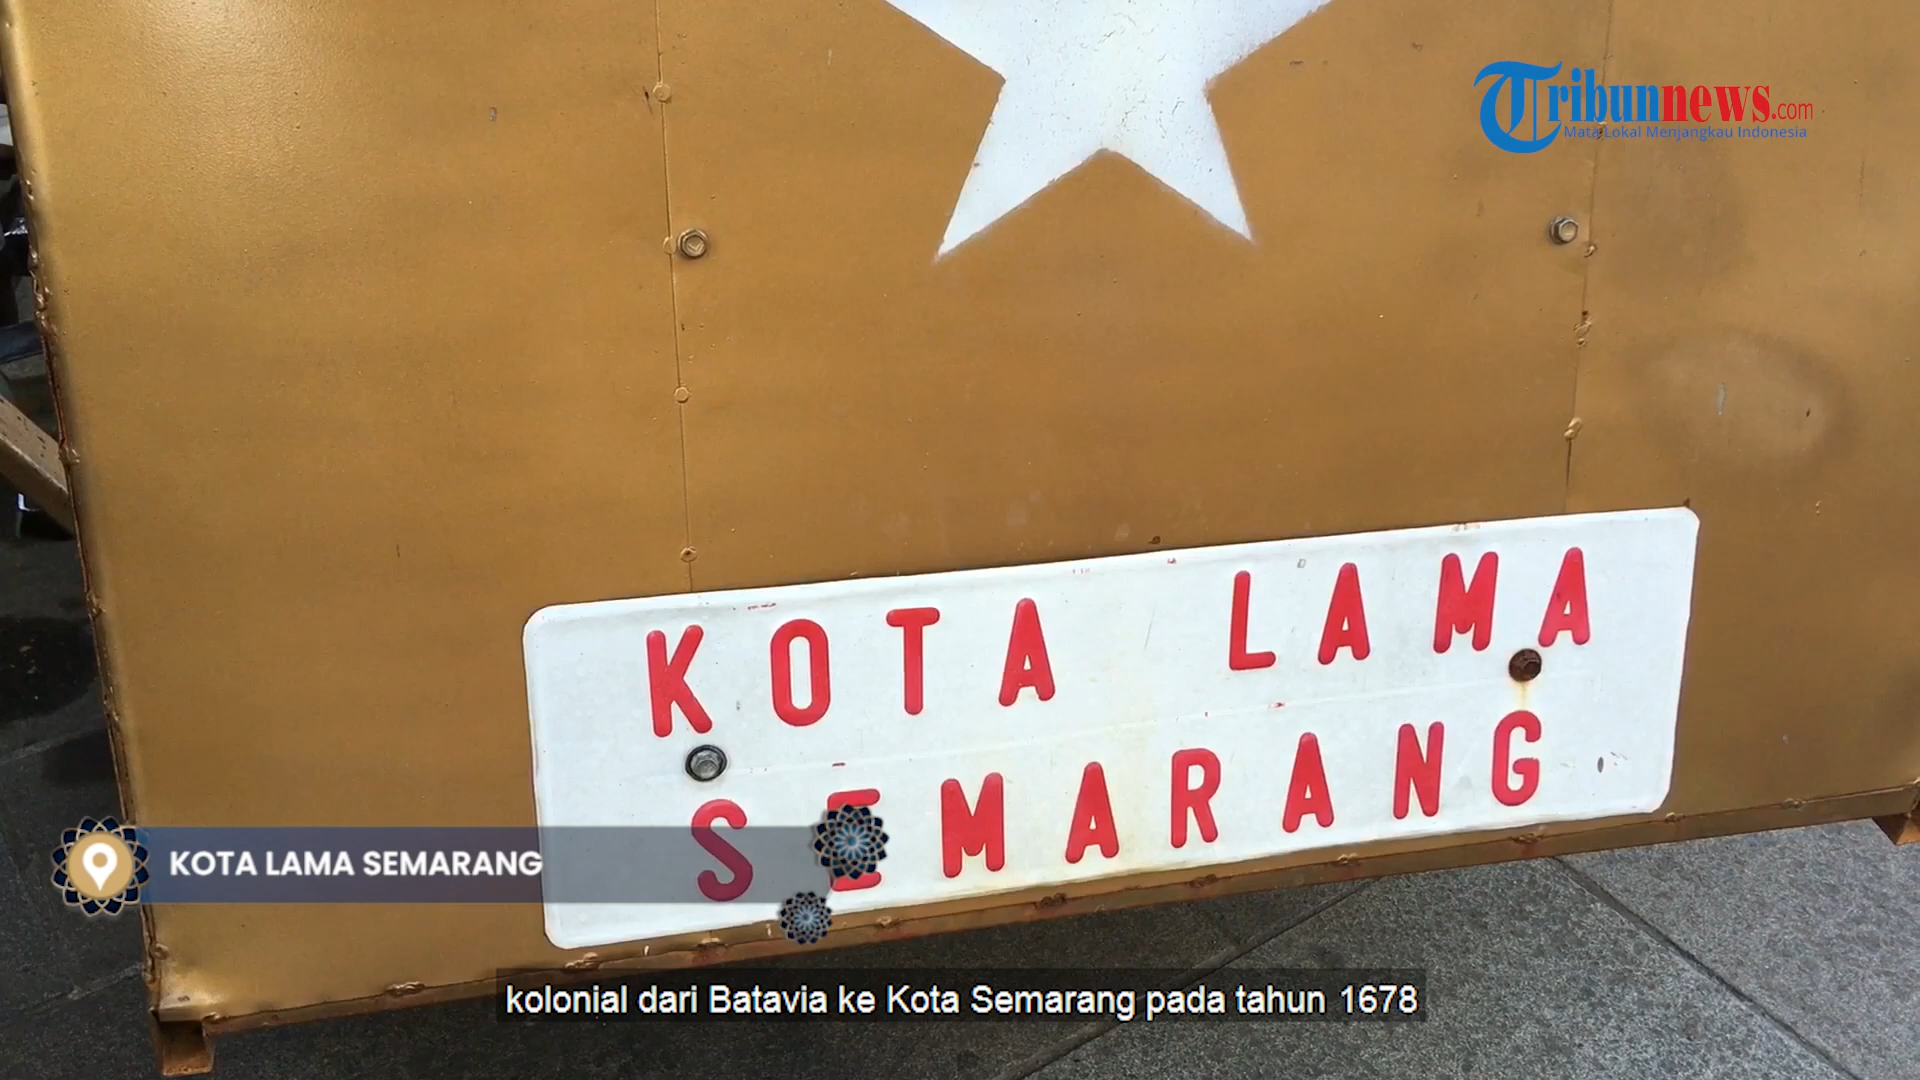 Tribunnews.com
Mata Lokal Menjangkau Indonesia
KOTA LAMA
SEMARANG
KOTA LAMA SEMARANG
kolonial dari Batavia ke Kota Semarang pada tahun 1678